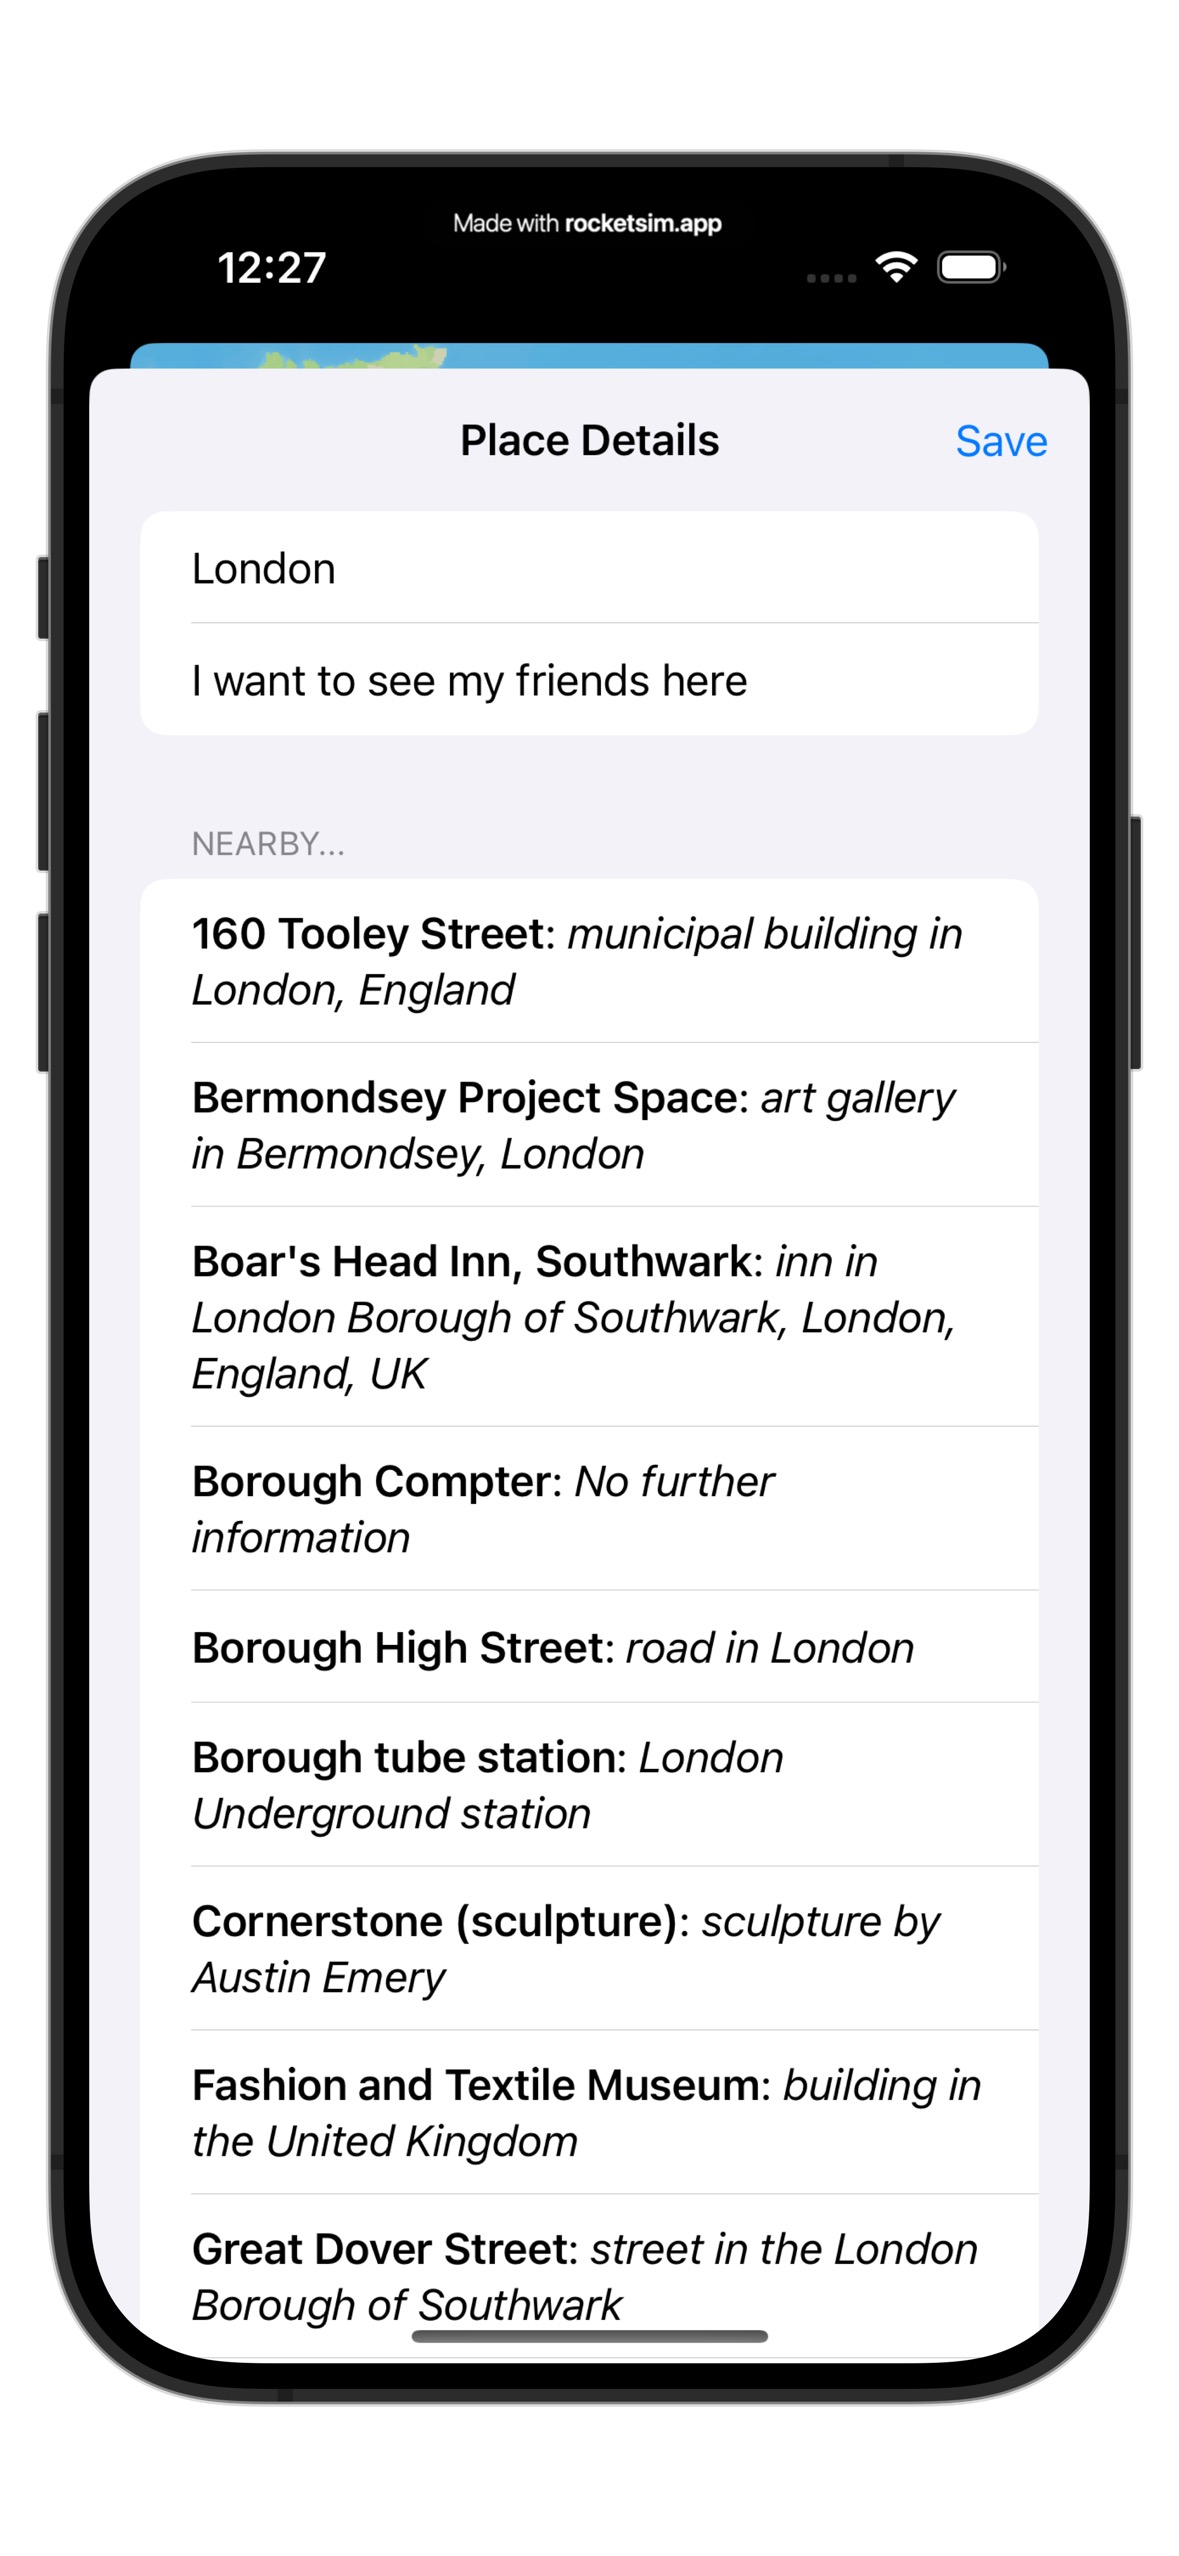 Made with rocketsim.app
12:27
Place Details
Save
London
I want to see my friends here
NEARBY...
160 Tooley Street: municipal building in
London, England
Bermondsey Project Space: art gallery
in Bermondsey, London
Boar's Head Inn, Southwark: inn in
London Borough of Southwark, London,
England, UK
Borough Compter: No further
information
Borough High Street: road in London
Borough tube station: London
Underground station
Cornerstone (sculpture): sculpture by
Austin Emery
Fashion and Textile Museum: building in
the United Kingdom
Great Dover Street: street in the London
Borough of Southwark